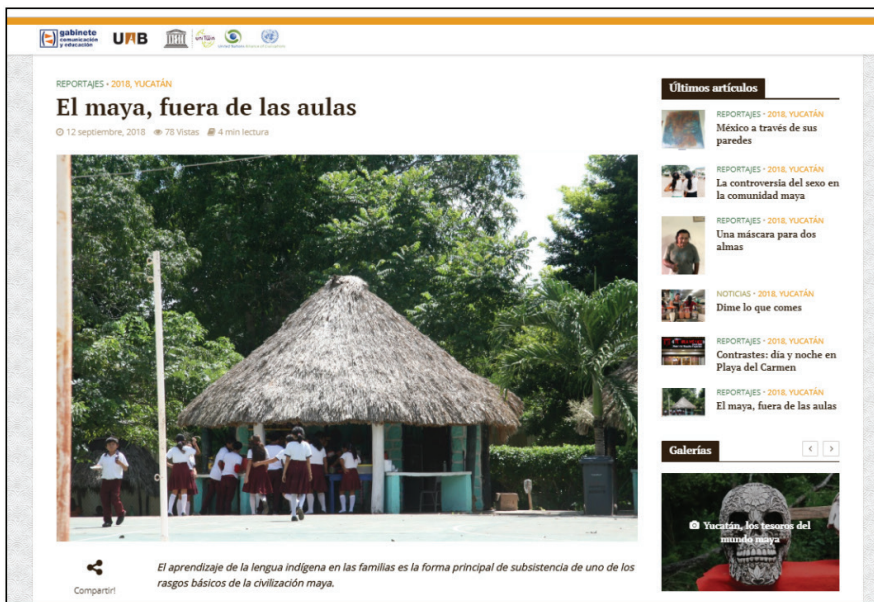 gabinete
comunicación
y educación
UAB
REPORTAJES • 2018, YUCATÁN
El maya, fuera de las aulas
12 septiembre, 2018 78 Vistas 4 min lectura
Compartir!
El aprendizaje de la lengua indígena en las familias es la forma principal de subsistencia de uno de los
rasgos básicos de la civilización maya.
Últimos artículos
REPORTAJES • 2018, YUCATÁN
México a través de sus
paredes
REPORTAJES • 2018, YUCATÁN
La controversia del sexo en
la comunidad maya
REPORTAJES • 2018, YUCATÁN
Una máscara para dos
almas
NOTICIAS • 2018, YUCATÁN
Dime lo que comes
REPORTAJES • 2018, YUCATÁN
Contrastes: día y noche en
Playa del Carmen
REPORTAJES • 2018, YUCATÁN
El maya, fuera de las aulas
Galerías
Yucatán, los tesoros del
mundo maya